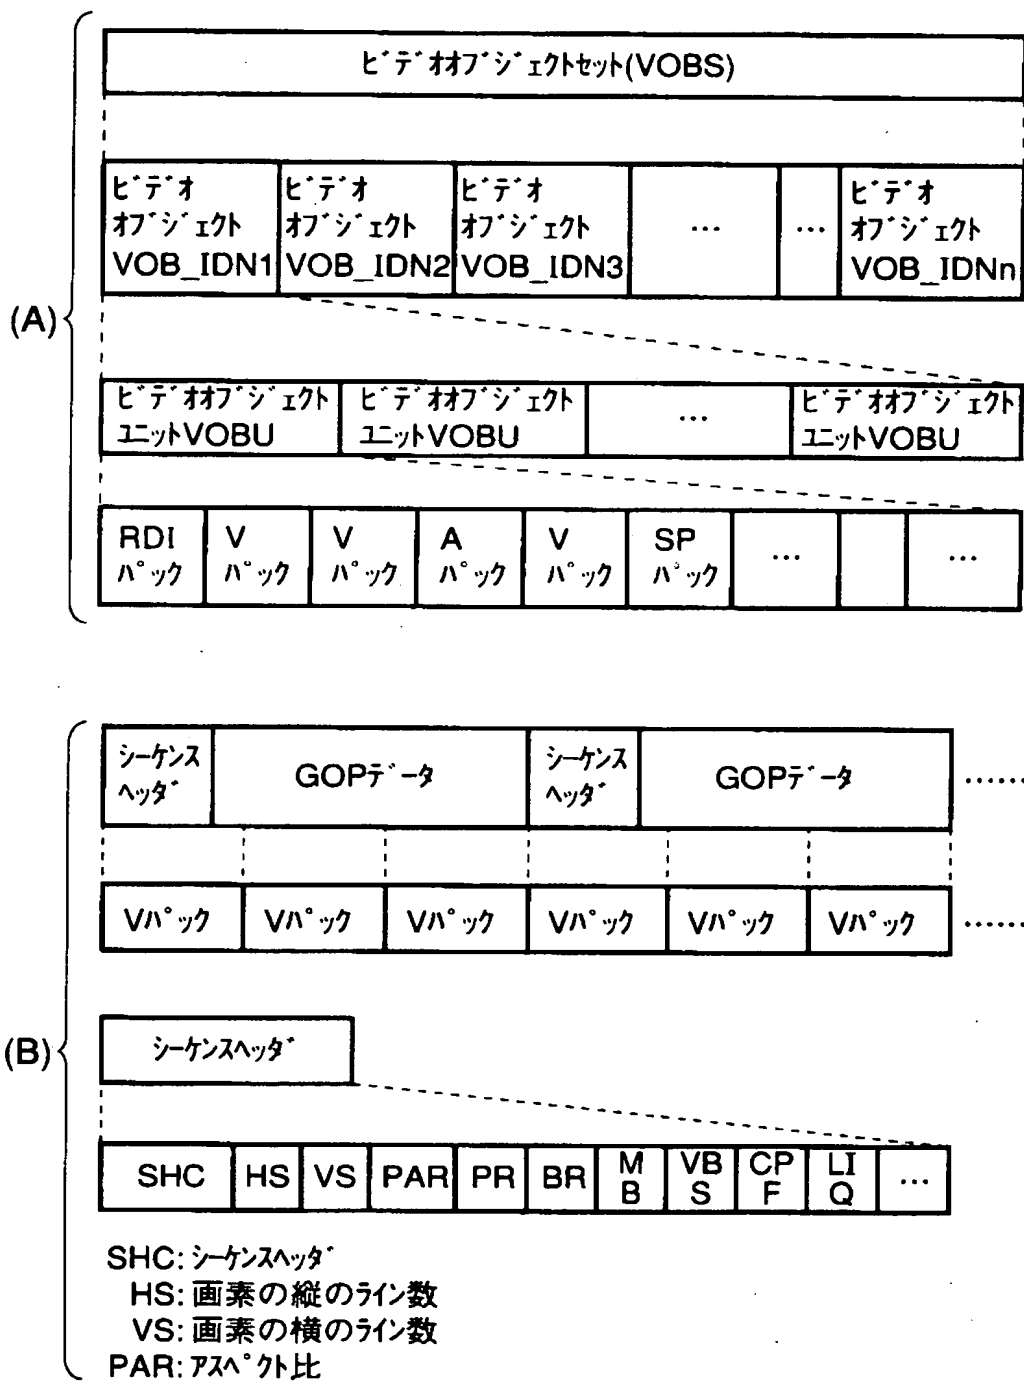 (A)
ビデオオブジェクトセット(VOBS)
ビデオ
オブジェクト
VOB_IDN1
ビデオ
オブジェクト
VOB_IDN2
ビデオ
オブジェクト
VOB_IDN3
…
…
ビデオ
オブジェクト
VOB_IDNn
ビデオオブジェクト
ユニットVOBU
ビデオオブジェクト
ユニットVOBU
…
ビデオオブジェクト
ユニットVOBU
RDI
パック
V
パック
V
パック
A
パック
V
パック
SP
パック
…
…
(B)
シーケンス
ヘッダ
GOPデータ
シーケンス
ヘッダ
GOPデータ
……
Vパック
Vパック
Vパック
Vパック
Vパック
Vパック
……
シーケンスヘッダ
SHC
HS
VS
PAR
PR
BR
M
B
VB
S
CP
F
LI
Q
…
SHC:シーケンスヘッダ
HS:画素の縦のライン数
VS:画素の横のライン数
PAR:アスペクト比